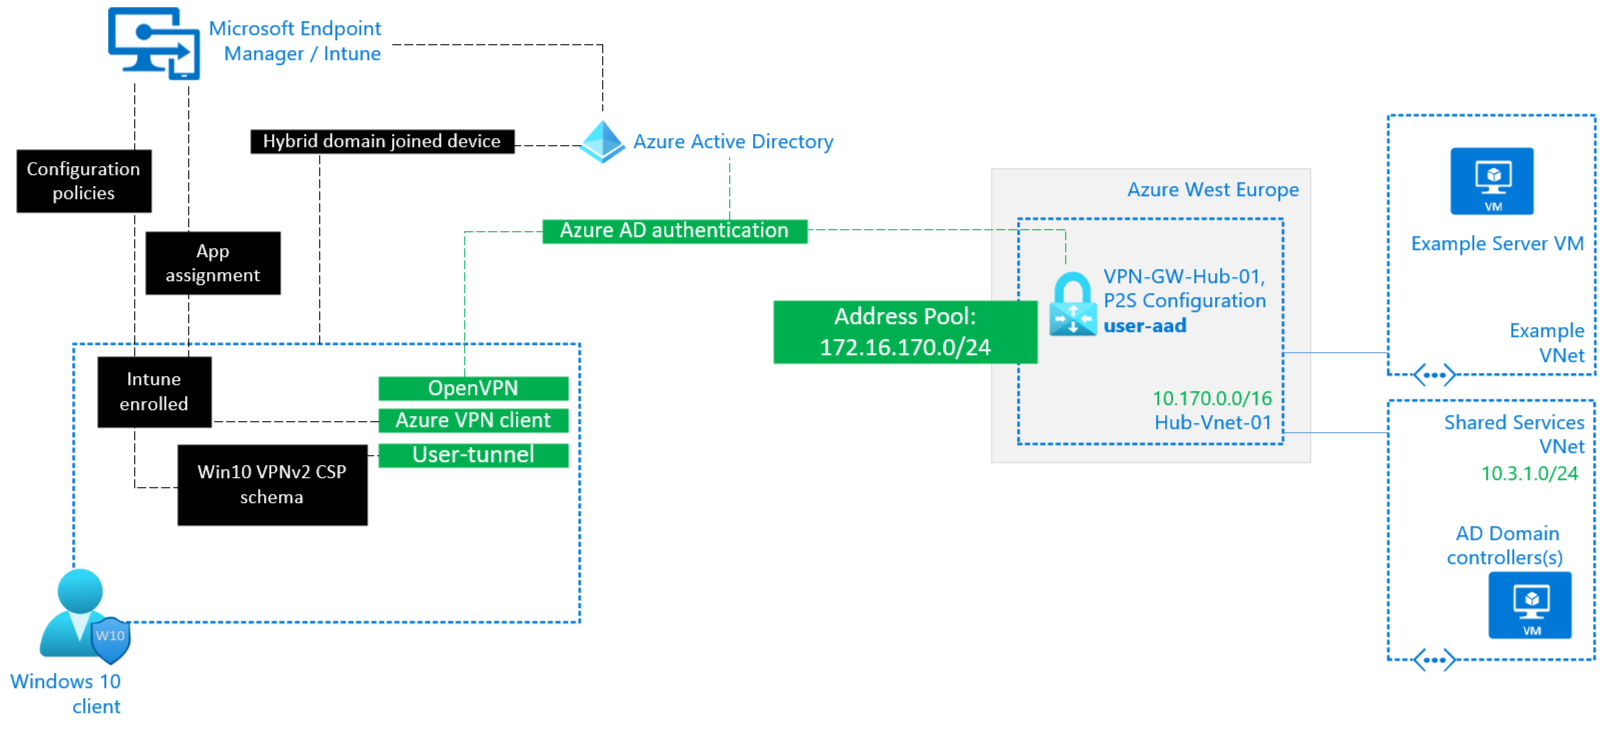 Microsoft Endpoint
Manager / Intune
Hybrid domain joined device
Azure Active Directory
Configuration
policies
App
assignment
Azure AD authentication
Azure West Europe
VPN-GW-Hub-01,
P2S Configuration
user-aad
Address Pool:
172.16.170.0/24
10.170.0.0/16
Hub-Vnet-01
VM
Example Server VM
Example
VNet
Shared Services
VNet
10.3.1.0/24
AD Domain
controllers(s)
VM
Intune
enrolled
OpenVPN
Azure VPN client
User-tunnel
Win10 VPNv2 CSP
schema
W10
Windows 10
client